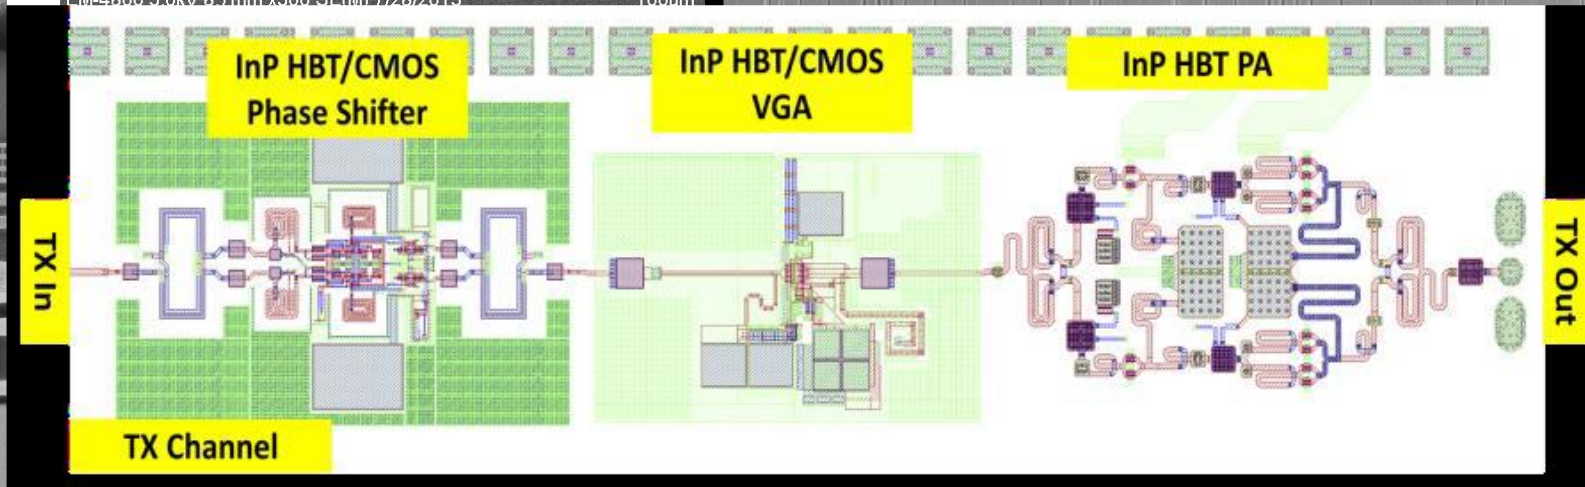 InP HBT/CMOS
Phase Shifter
InP HBT/CMOS
VGA
InP HBT PA
TX In
TX Out
TX Channel